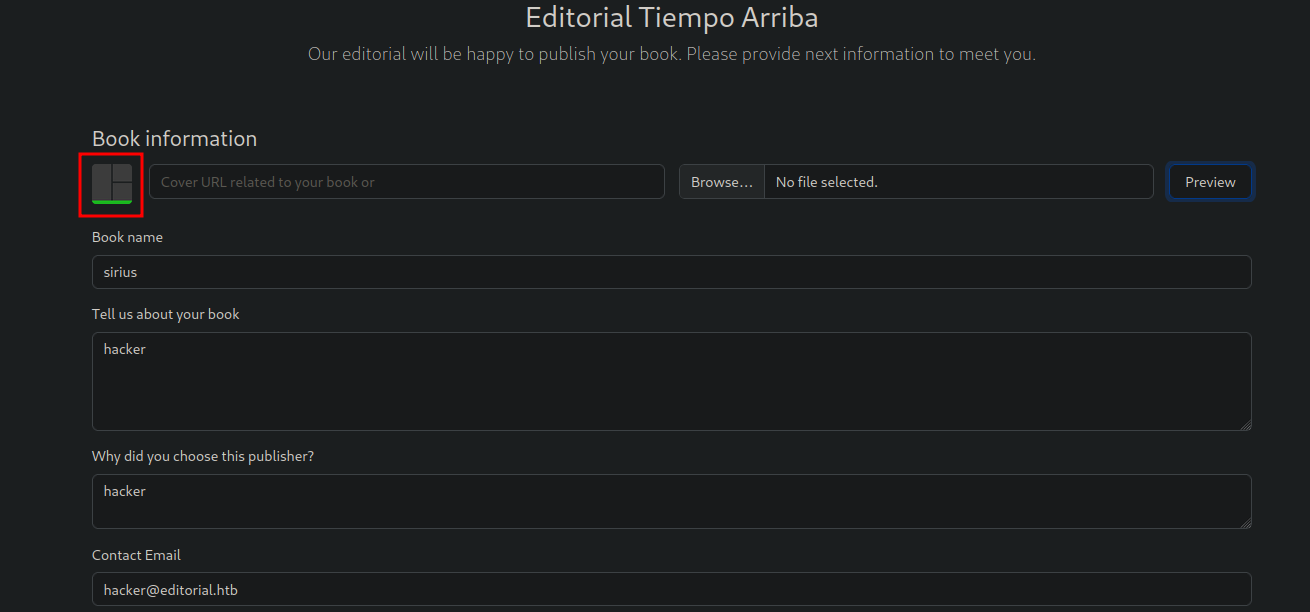 Editorial Tiempo Arriba
Our editorial will be happy to publish your book. Please provide next information to meet you.
Book information
Cover URL related to your book or
Browse... No file selected.
Preview
Book name
sirius
Tell us about your book
hacker
Why did you choose this publisher?
hacker
Contact Email
hacker@editorial.htb